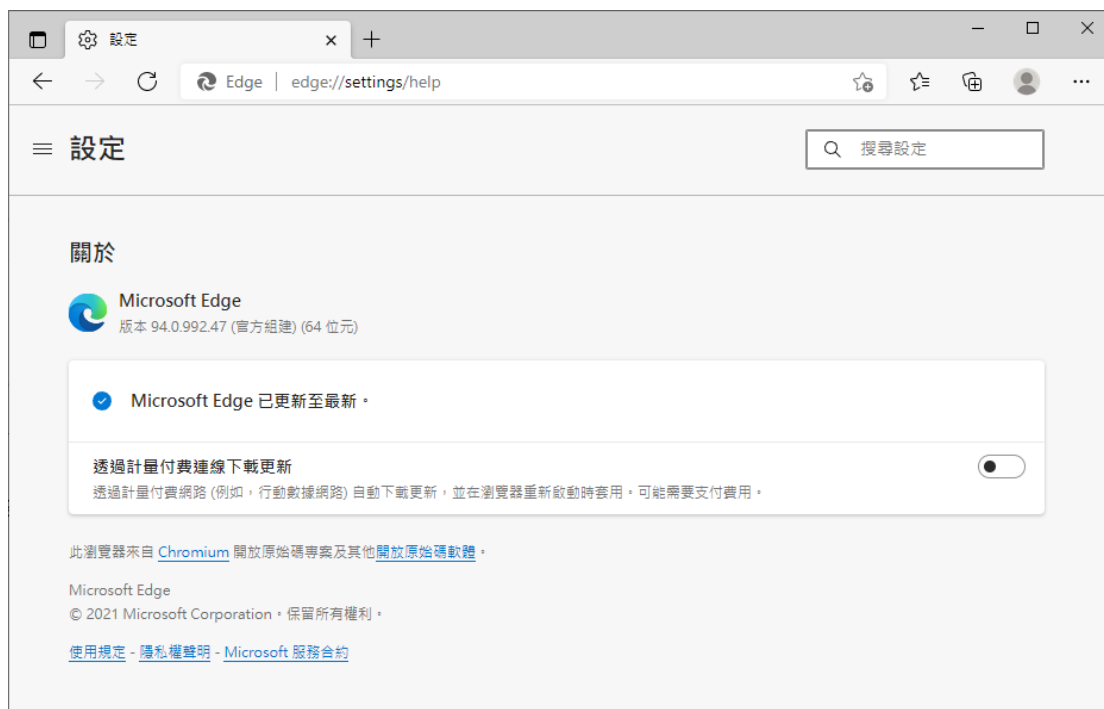 設定
Edge | edge://settings/help
設定
搜尋設定
關於
Microsoft Edge
版本 94.0.992.47 (官方組建) (64 位元)
Microsoft Edge 已更新至最新。
透過計量付費連線下載更新
透過計量付費網路 (例如，行動數據網路) 自動下載更新，並在瀏覽器重新啟動時套用。可能需要支付費用。
此瀏覽器來自 Chromium 開放原始碼專案及其他開放原始碼軟體。
Microsoft Edge
© 2021 Microsoft Corporation。保留所有權利。
使用規定 - 隱私權聲明 - Microsoft 服務合約